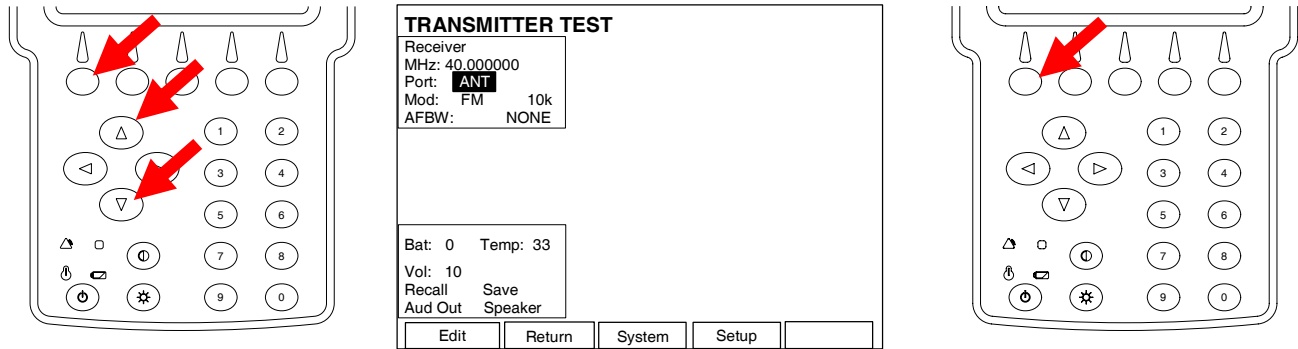 1 2
3 4
5 6
7 8
9 0
TRANSMITTER TEST
Receiver
MHz: 40.000000
Port: ANT
Mod: FM 10k
AFBW: NONE
Bat: 0 Temp: 33
Vol: 10
Recall Save
Aud Out Speaker
Edit Return System Setup
1 2
3 4
5 6
7 8
9 0